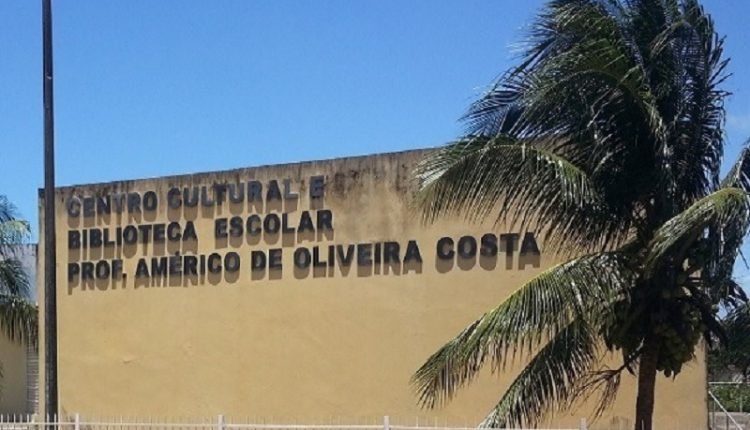 CENTRO CULTURAL E
BIBLIOTECA ESCOLAR
PROF. AMÉRICO DE OLIVEIRA COSTA